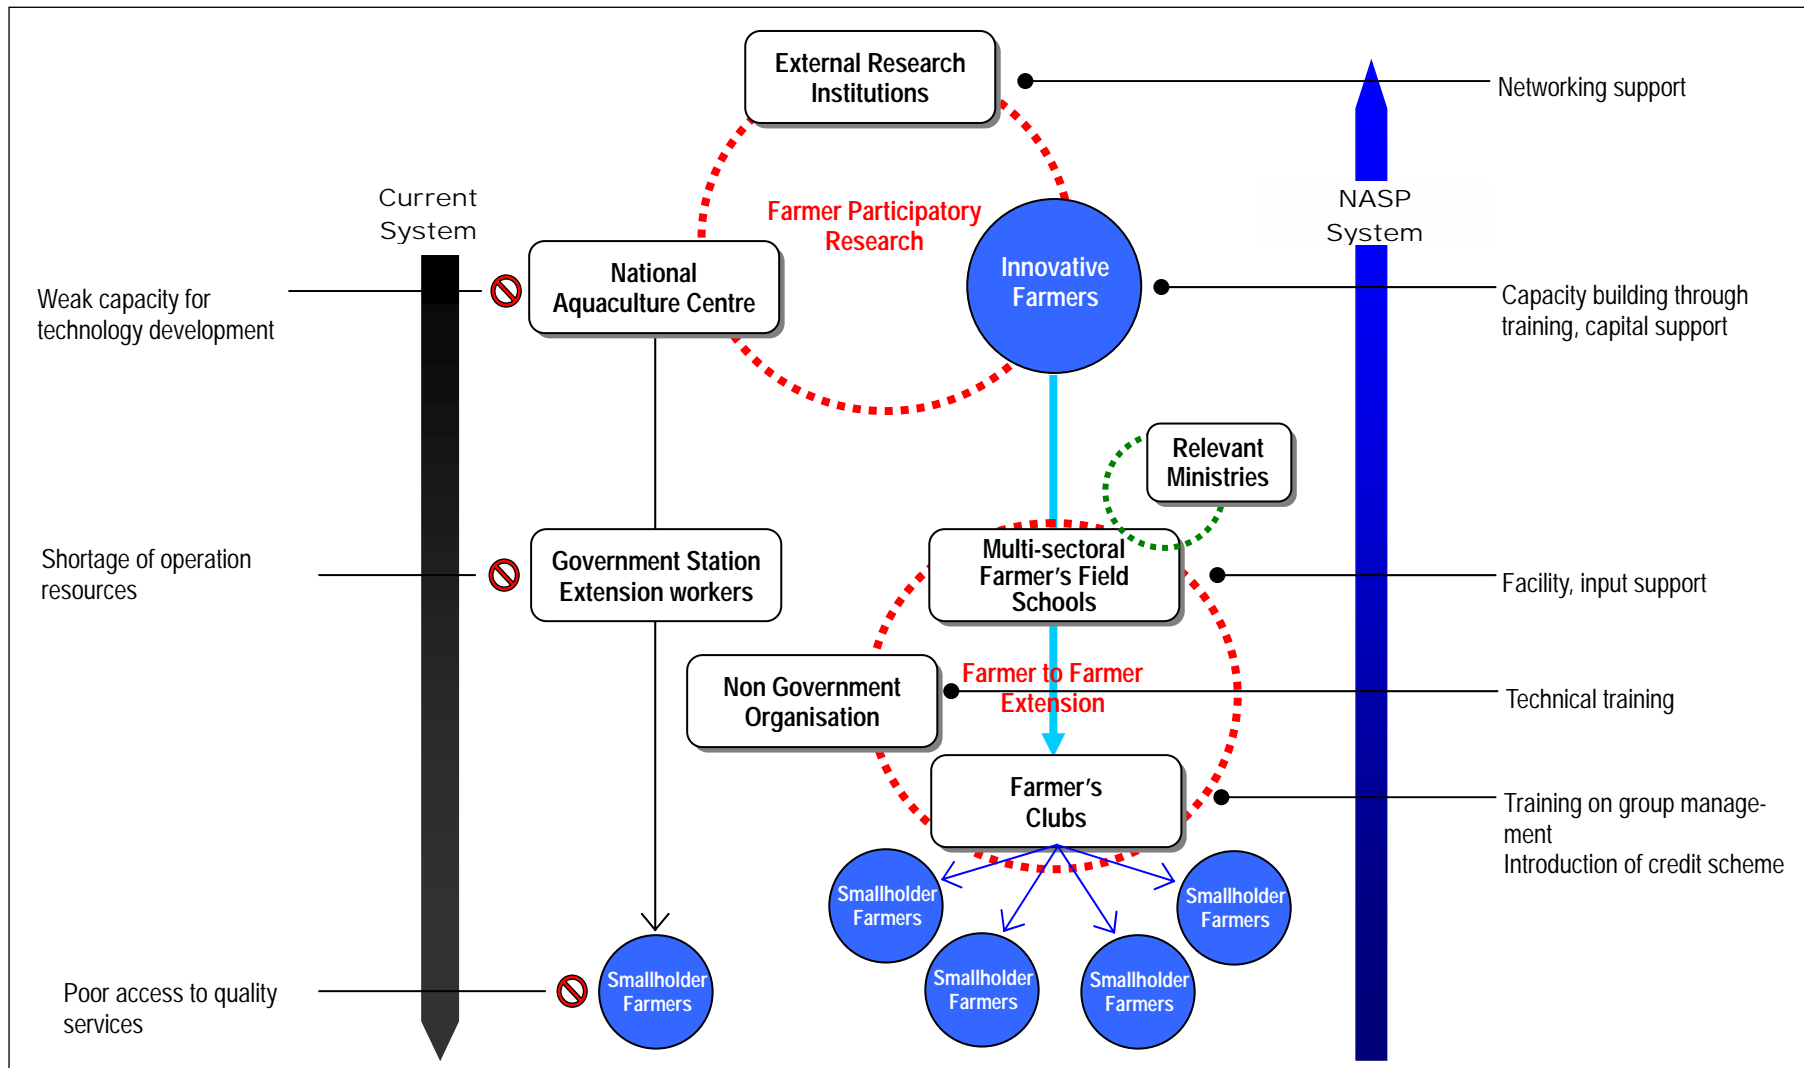 External Research
Institutions
Networking support
Current
System
NASP
System
Farmer Participatory
Research
National
Aquaculture Centre
Innovative
Farmers
Weak capacity for
technology development
Capacity building through
training, capital support
Relevant
Ministries
Shortage of operation
resources
Government Station
Extension workers
Multi-sectoral
Farmer's Field
Schools
Facility, input support
Non Government
Organisation
Farmer to Farmer
Extension
Technical training
Farmer's
Clubs
Training on group manage-
ment
Introduction of credit scheme
Smallholder
Farmers
Smallholder
Farmers
Smallholder
Farmers
Smallholder
Farmers
Poor access to quality
services
Smallholder
Farmers